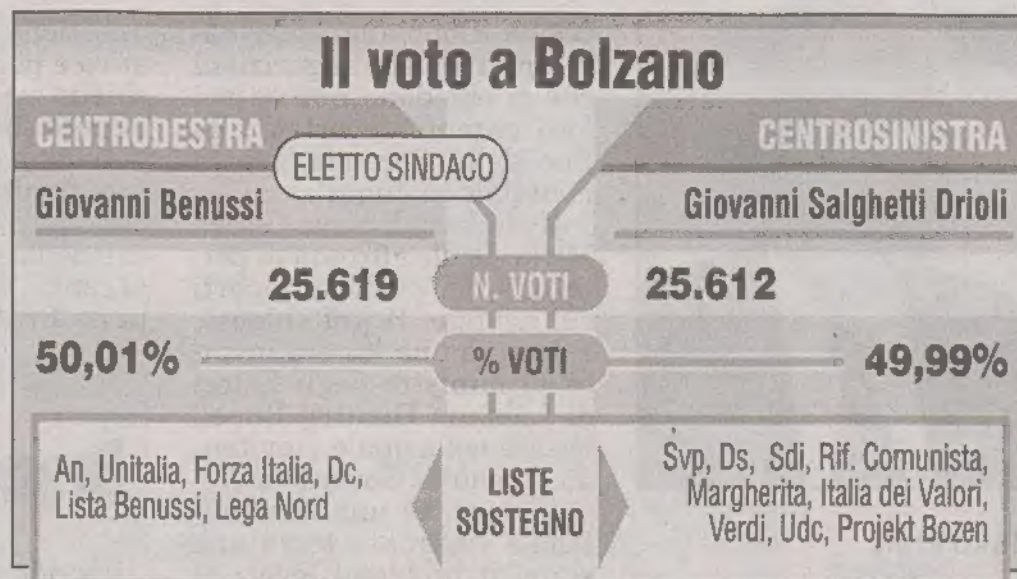 Il voto a Bolzano
CENTRODESTRA
CENTROSINISTRA
ELETTO SINDACO
Giovanni Benussi
Giovanni Salghetti Drioli
25.619 N. VOTI 25.612
50,01% % VOTI 49,99%
An, Unitalia, Forza Italia, Dc,
Lista Benussi, Lega Nord
LISTE
SOSTEGNO
Svp, Ds, Sdi, Rif. Comunista,
Margherita, Italia dei Valori,
Verdi, Udc, Projekt Bozen